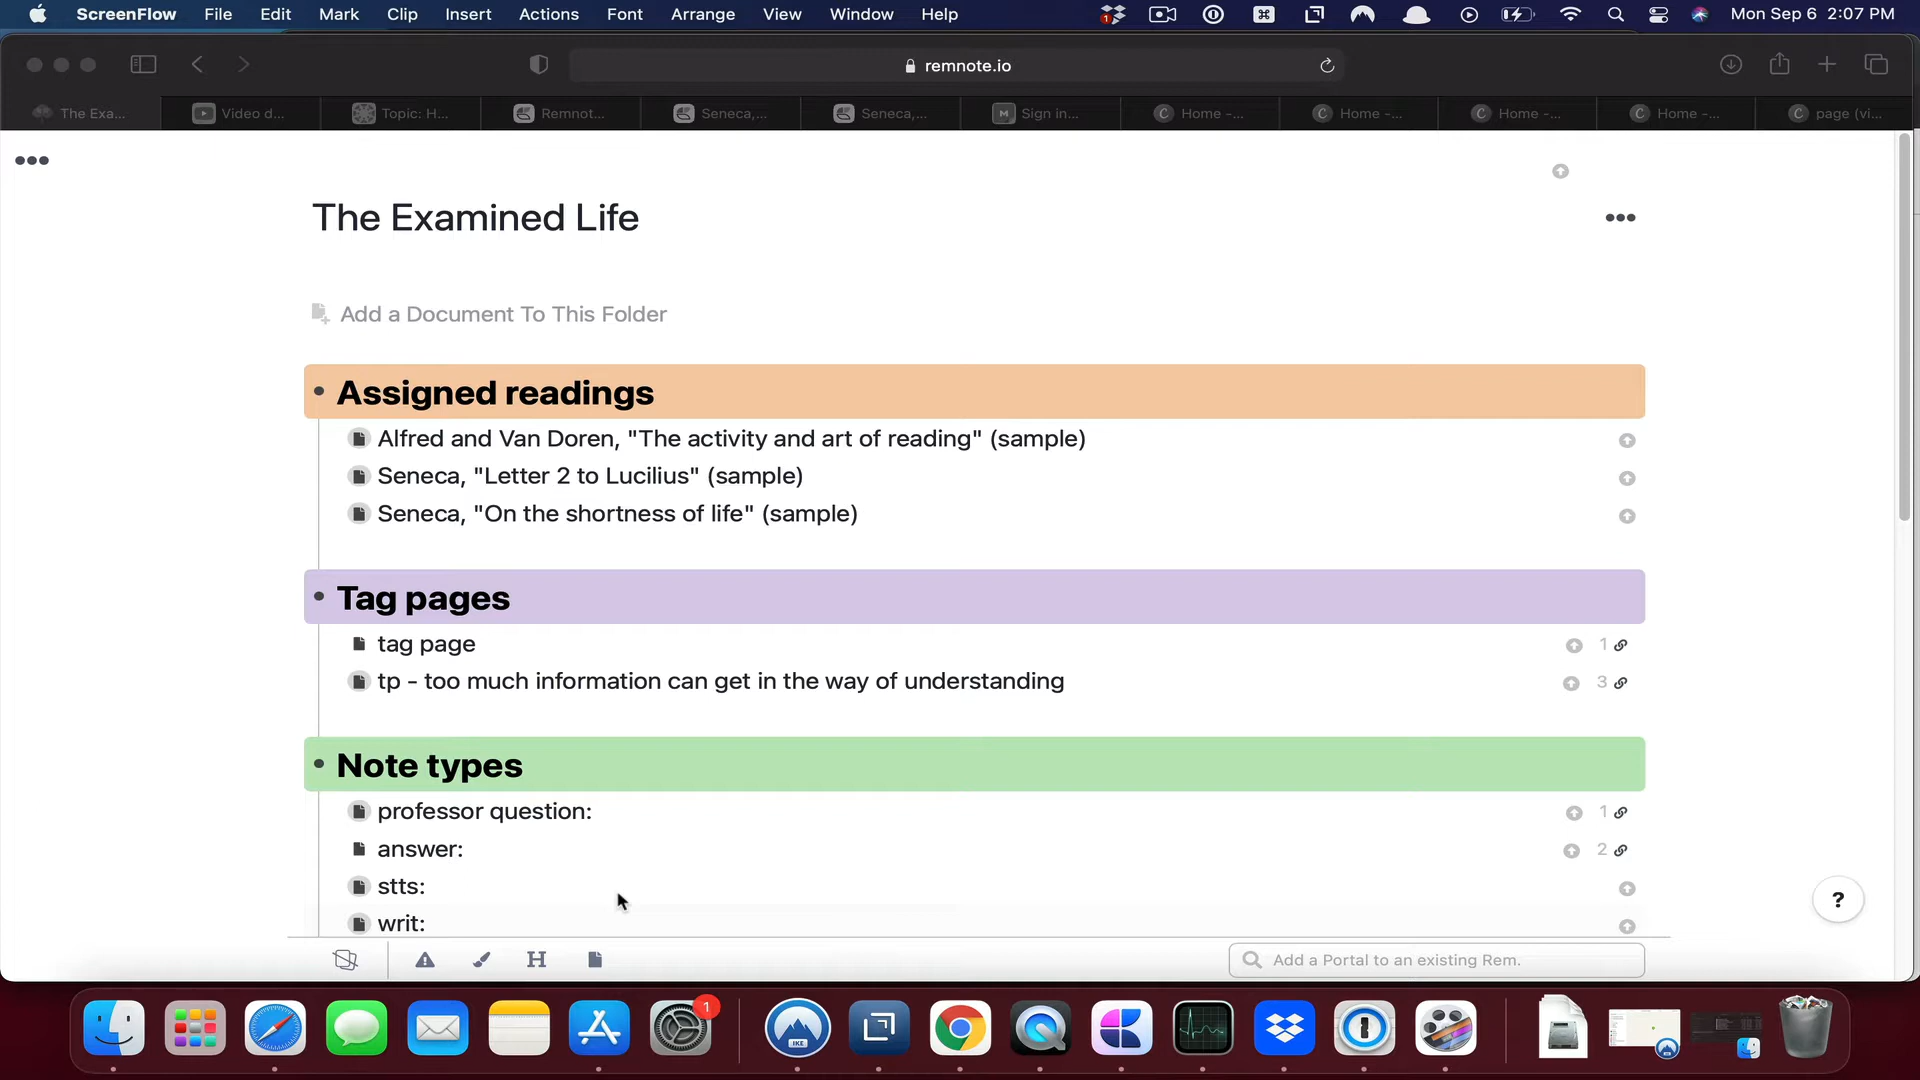 ScreenFlow File Edit Mark Clip Insert Actions Font Arrange View Window Help 1 Mon Sep 6 2:07 PM
remnote.io
The Exa... Video d... Topic: H... Remnot... Seneca,... Seneca,... M Sign in... C Home -... C Home -... C Home -... C Home -... C page (vi...
The Examined Life
Add a Document To This Folder
Assigned readings
Alfred and Van Doren, "The activity and art of reading" (sample)
Seneca, "Letter 2 to Lucilius" (sample)
Seneca, "On the shortness of life" (sample)
Tag pages
tag page 1
tp - too much information can get in the way of understanding 3
Note types
professor question: 1
answer: 2
stts:
writ:
?
H Add a Portal to an existing Rem.
1
IKE